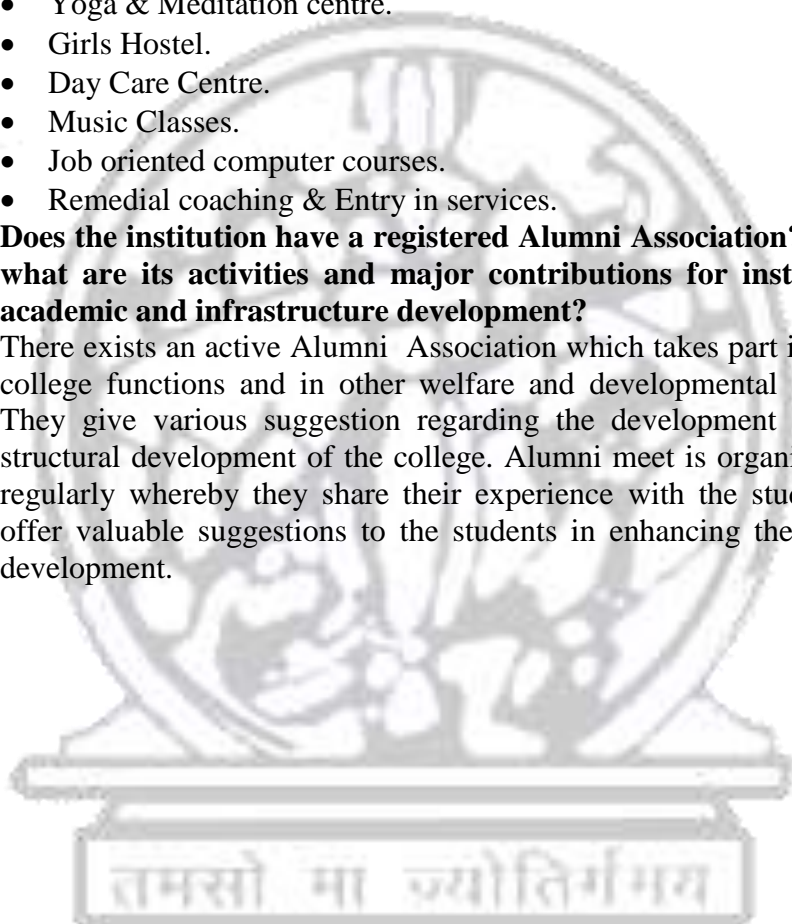 • Yoga & Meditation centre.
• Girls Hostel.
• Day Care Centre.
• Music Classes.
• Job oriented computer courses.
• Remedial coaching & Entry in services.
Does the institution have a registered Alumni Association?
what are its activities and major contributions for inst
academic and infrastructure development?
There exists an active Alumni Association which takes part i
college functions and in other welfare and developmental
They give various suggestion regarding the development
structural development of the college. Alumni meet is organi
regularly whereby they share their experience with the stu
offer valuable suggestions to the students in enhancing the
development.
तमसो मा ज्योतिर्गमय